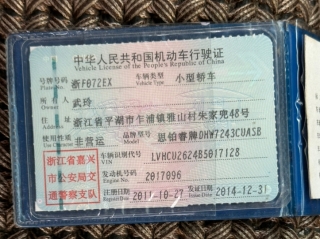 中华人民共和国机动车行驶证
Vehicle License of the People's Republic of China
号牌号码 浙F072EX 车辆类型 小型轿车
Vehicle Type
所有人 武玲
Owner
住址 浙江省平湖市乍浦镇雅山村朱家兜48号
Address
使用性质 非营运 品牌型号 思铂睿牌DHW7243CUASB
Use Character Model
浙江省嘉兴
市公安局交
通警察支队
车辆识别代号 LVHCU2624B5017128
VIN
发动机号码 2017096
Engine No.
注册日期 2011-10-27 发证日期 2014-12-31
Register Date Issue Date